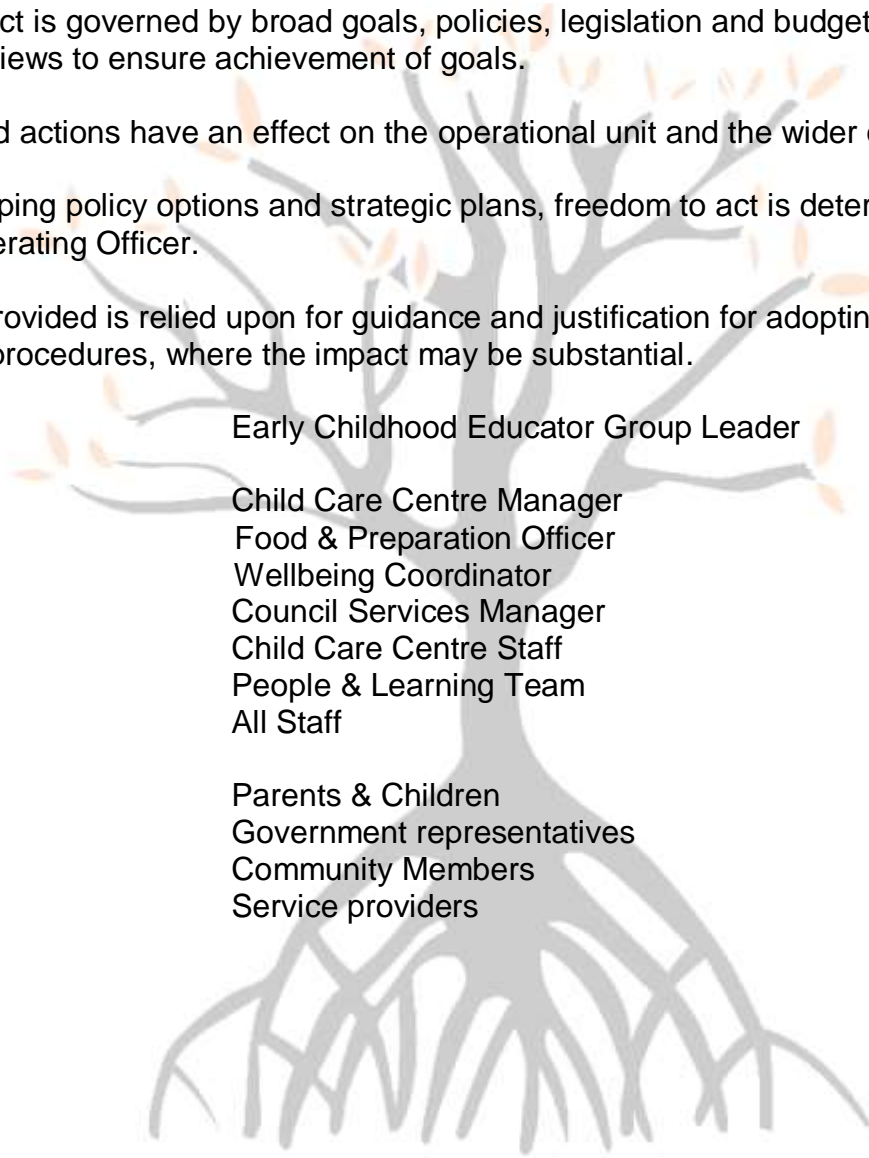 ct is governed by broad goals, policies, legislation and budget
iews to ensure achievement of goals.
d actions have an effect on the operational unit and the wider
ping policy options and strategic plans, freedom to act is deter
erating Officer.
rovided is relied upon for guidance and justification for adoptin
procedures, where the impact may be substantial.
Early Childhood Educator Group Leader
Child Care Centre Manager
Food & Preparation Officer
Wellbeing Coordinator
Council Services Manager
Child Care Centre Staff
People & Learning Team
All Staff
Parents & Children
Government representatives
Community Members
Service providers